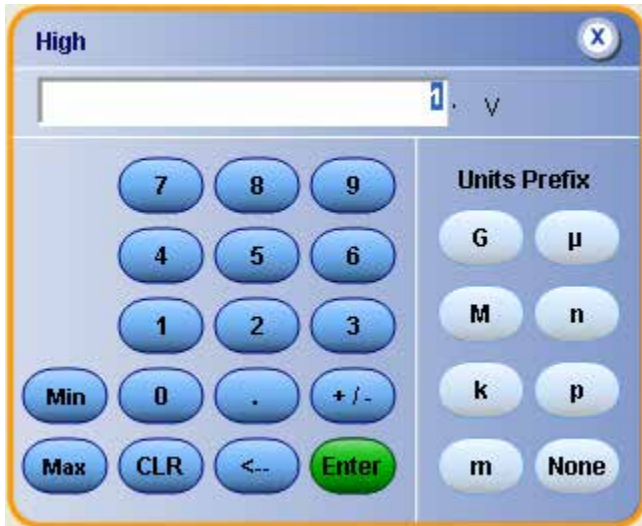 High X
1. V
7 8 9 Units Prefix
G µ
4 5 6
M n
1 2 3
Min 0 . +/- k p
Max CLR <-- Enter m None